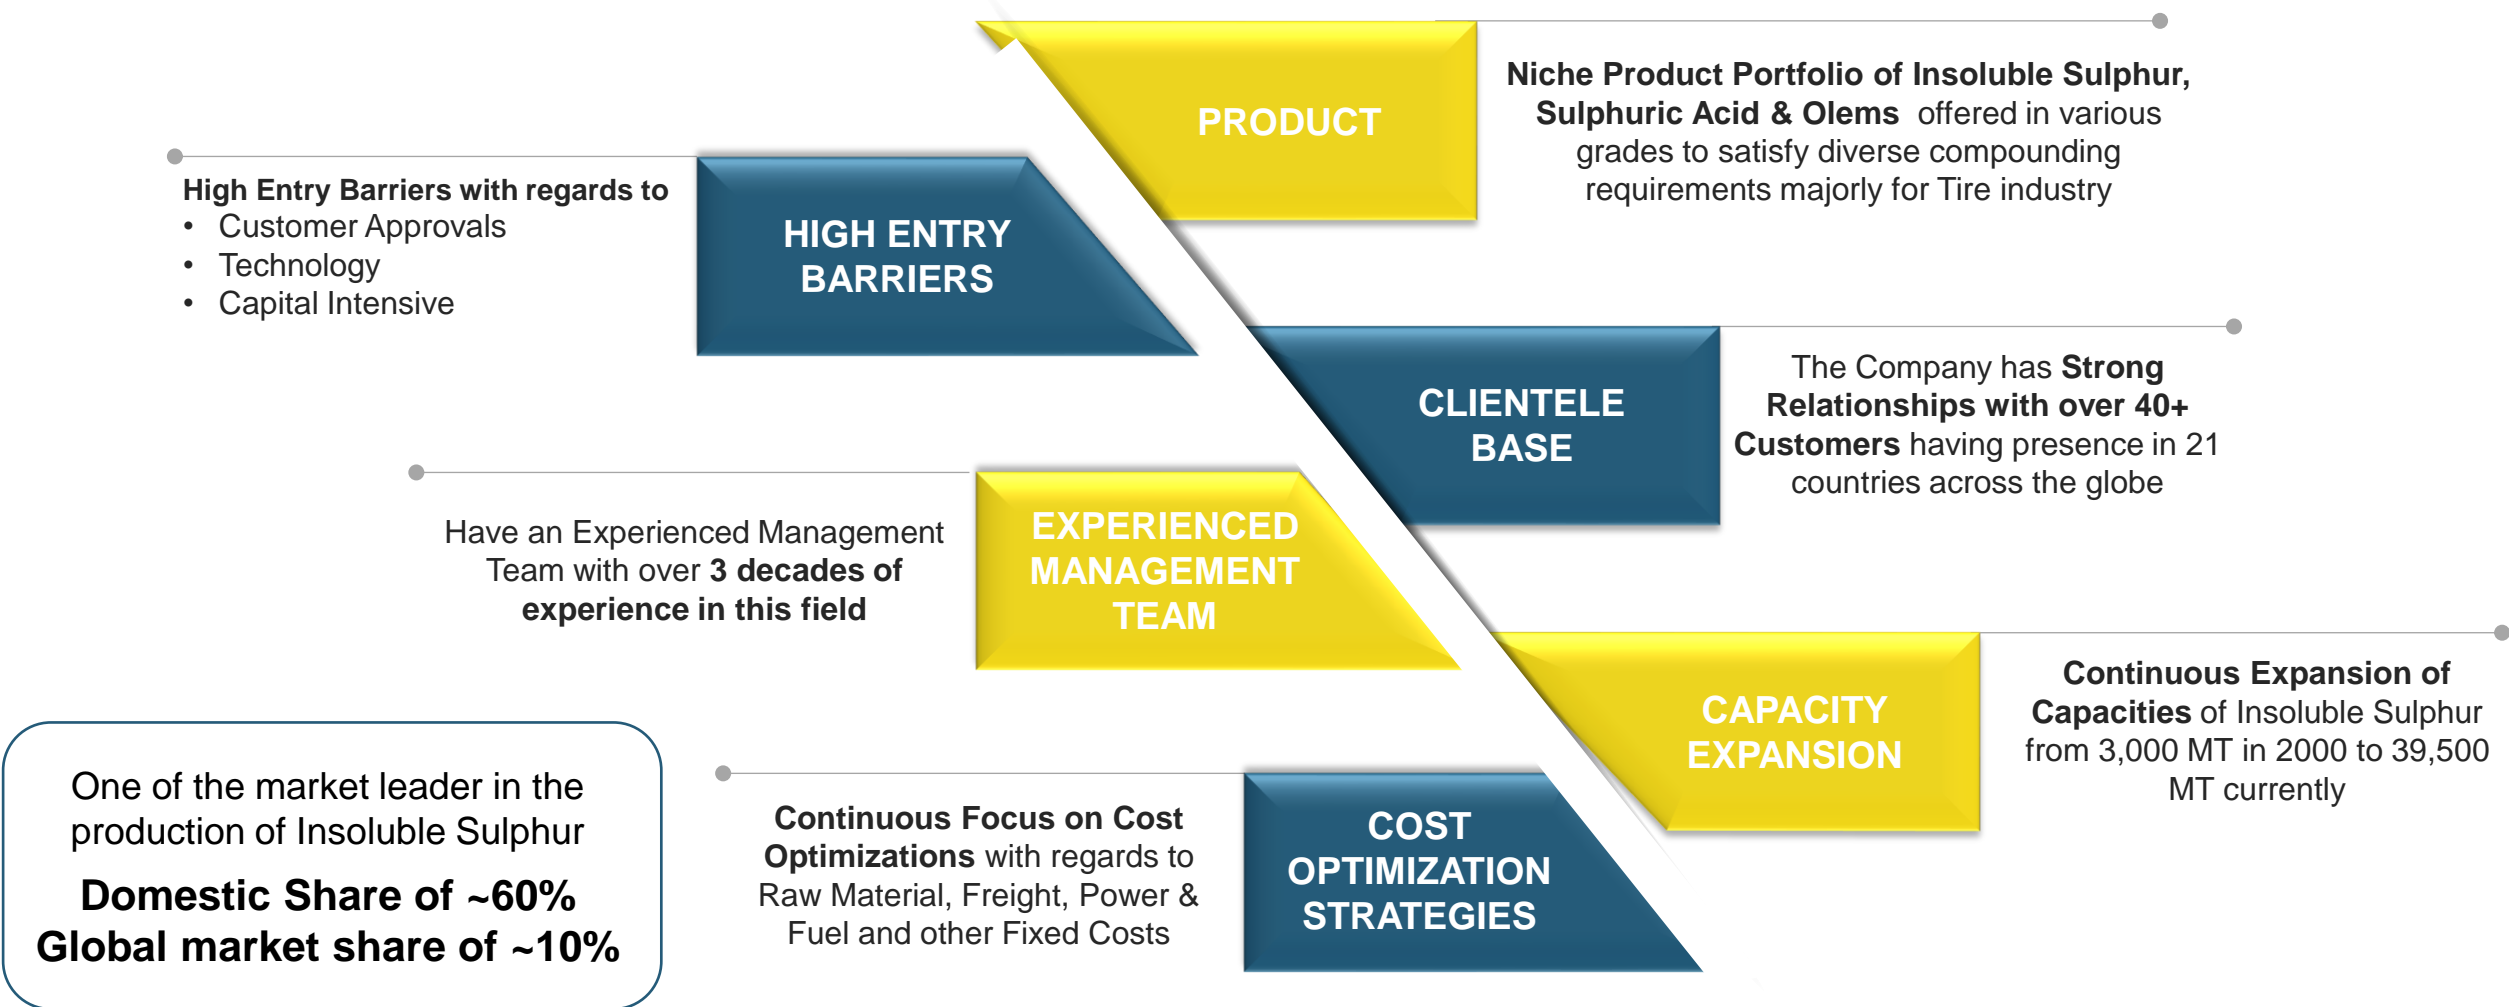 PRODUCT
Niche Product Portfolio of Insoluble Sulphur,
Sulphuric Acid & Olems offered in various
grades to satisfy diverse compounding
requirements majorly for Tire industry
High Entry Barriers with regards to
• Customer Approvals
• Technology
• Capital Intensive
HIGH ENTRY
BARRIERS
CLIENTELE
BASE
The Company has Strong
Relationships with over 40+
Customers having presence in 21
countries across the globe
Have an Experienced Management
Team with over 3 decades of
experience in this field
EXPERIENCED
MANAGEMENT
TEAM
CAPACITY
EXPANSION
Continuous Expansion of
Capacities of Insoluble Sulphur
from 3,000 MT in 2000 to 39,500
MT currently
One of the market leader in the
production of Insoluble Sulphur
Domestic Share of ~60%
Global market share of ~10%
Continuous Focus on Cost
Optimizations with regards to
Raw Material, Freight, Power &
Fuel and other Fixed Costs
COST
OPTIMIZATION
STRATEGIES